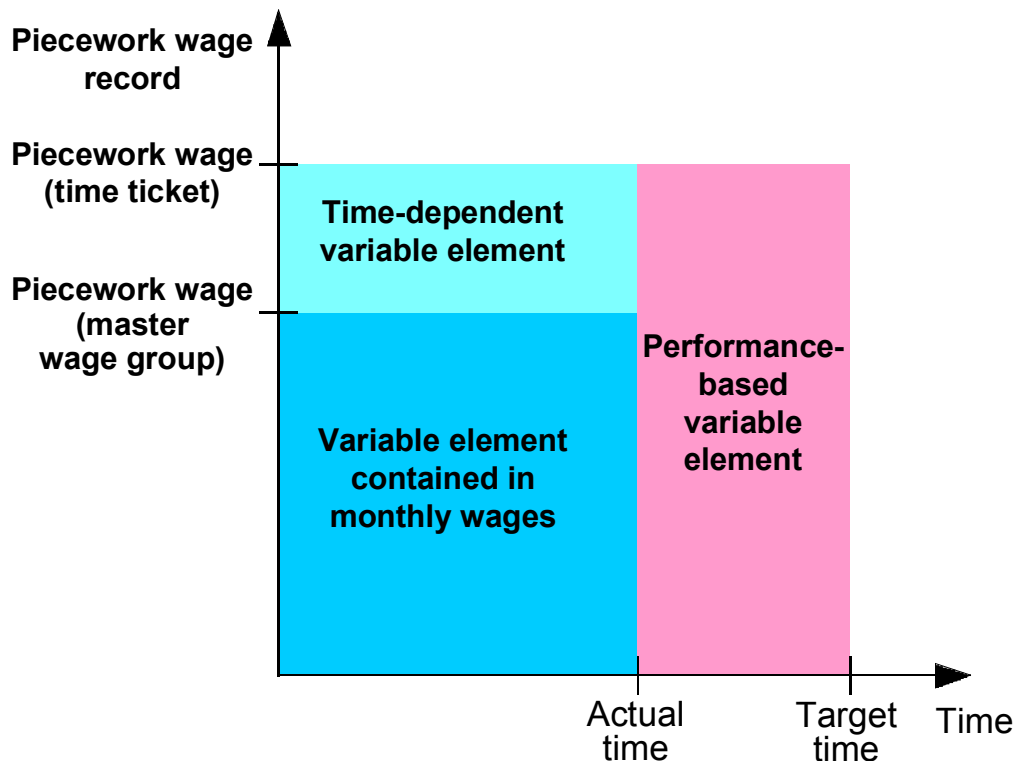 Piecework wage
record
Piecework wage
(time ticket)
Time-dependent
variable element
Piecework wage
(master
wage group)
Performance-
based
variable
element
Variable element
contained in
monthly wages
Actual
time
Target
time
Time